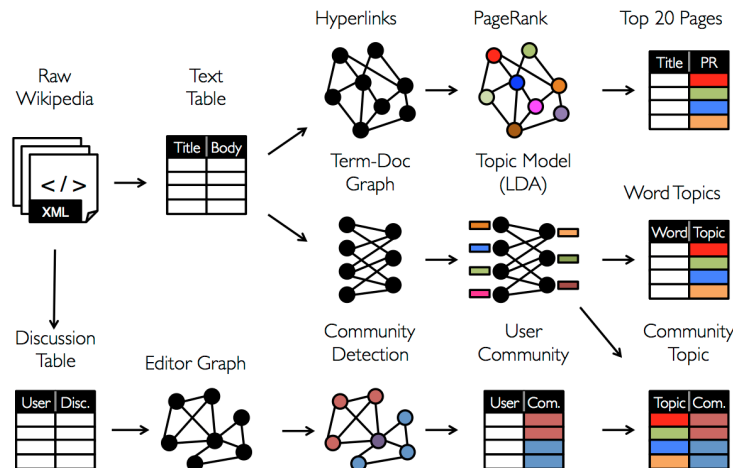 Hyperlinks
PageRank
Top 20 Pages
Raw
Wikipedia
Text
Table
Title PR
</>
XML
Title Body
Term-Doc
Graph
Topic Model
(LDA)
Word Topics
Word Topic
Discussion
Table
Editor Graph
Community
Detection
User
Community
Community
Topic
User Disc.
User Com.
Topic Com.